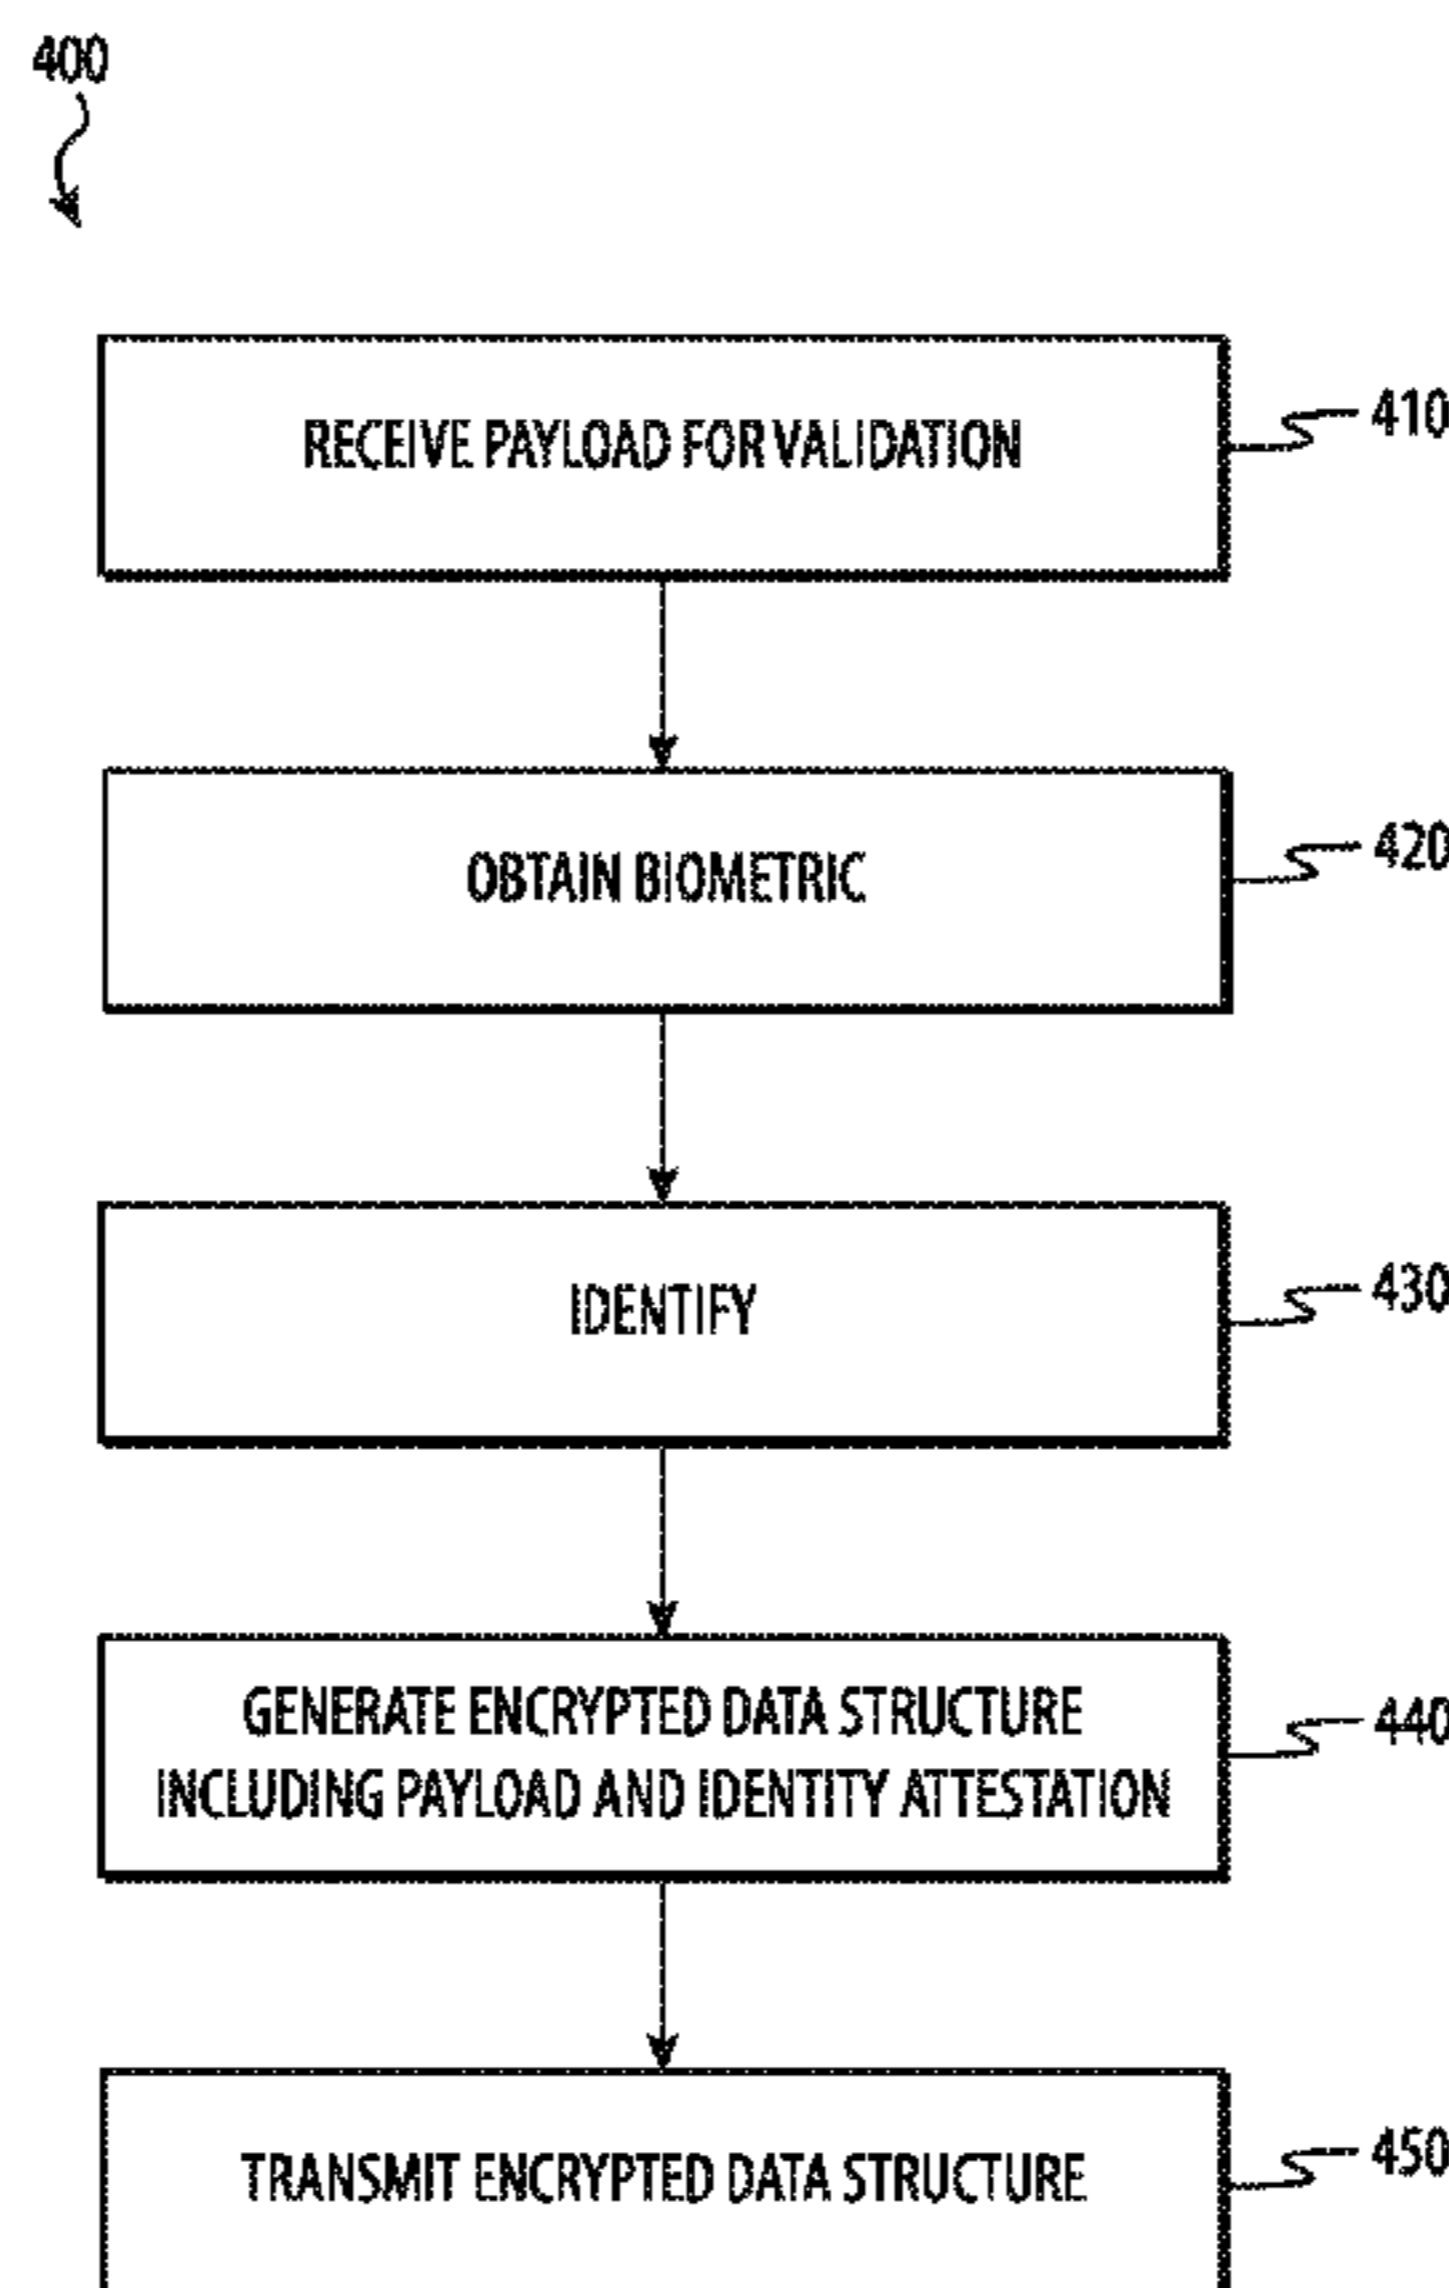 400
RECEIVE PAYLOAD FOR VALIDATION
410
OBTAIN BIOMETRIC
420
IDENTIFY
430
GENERATE ENCRYPTED DATA STRUCTURE
INCLUDING PAYLOAD AND IDENTITY ATTESTATION
440
TRANSMIT ENCRYPTED DATA STRUCTURE
450